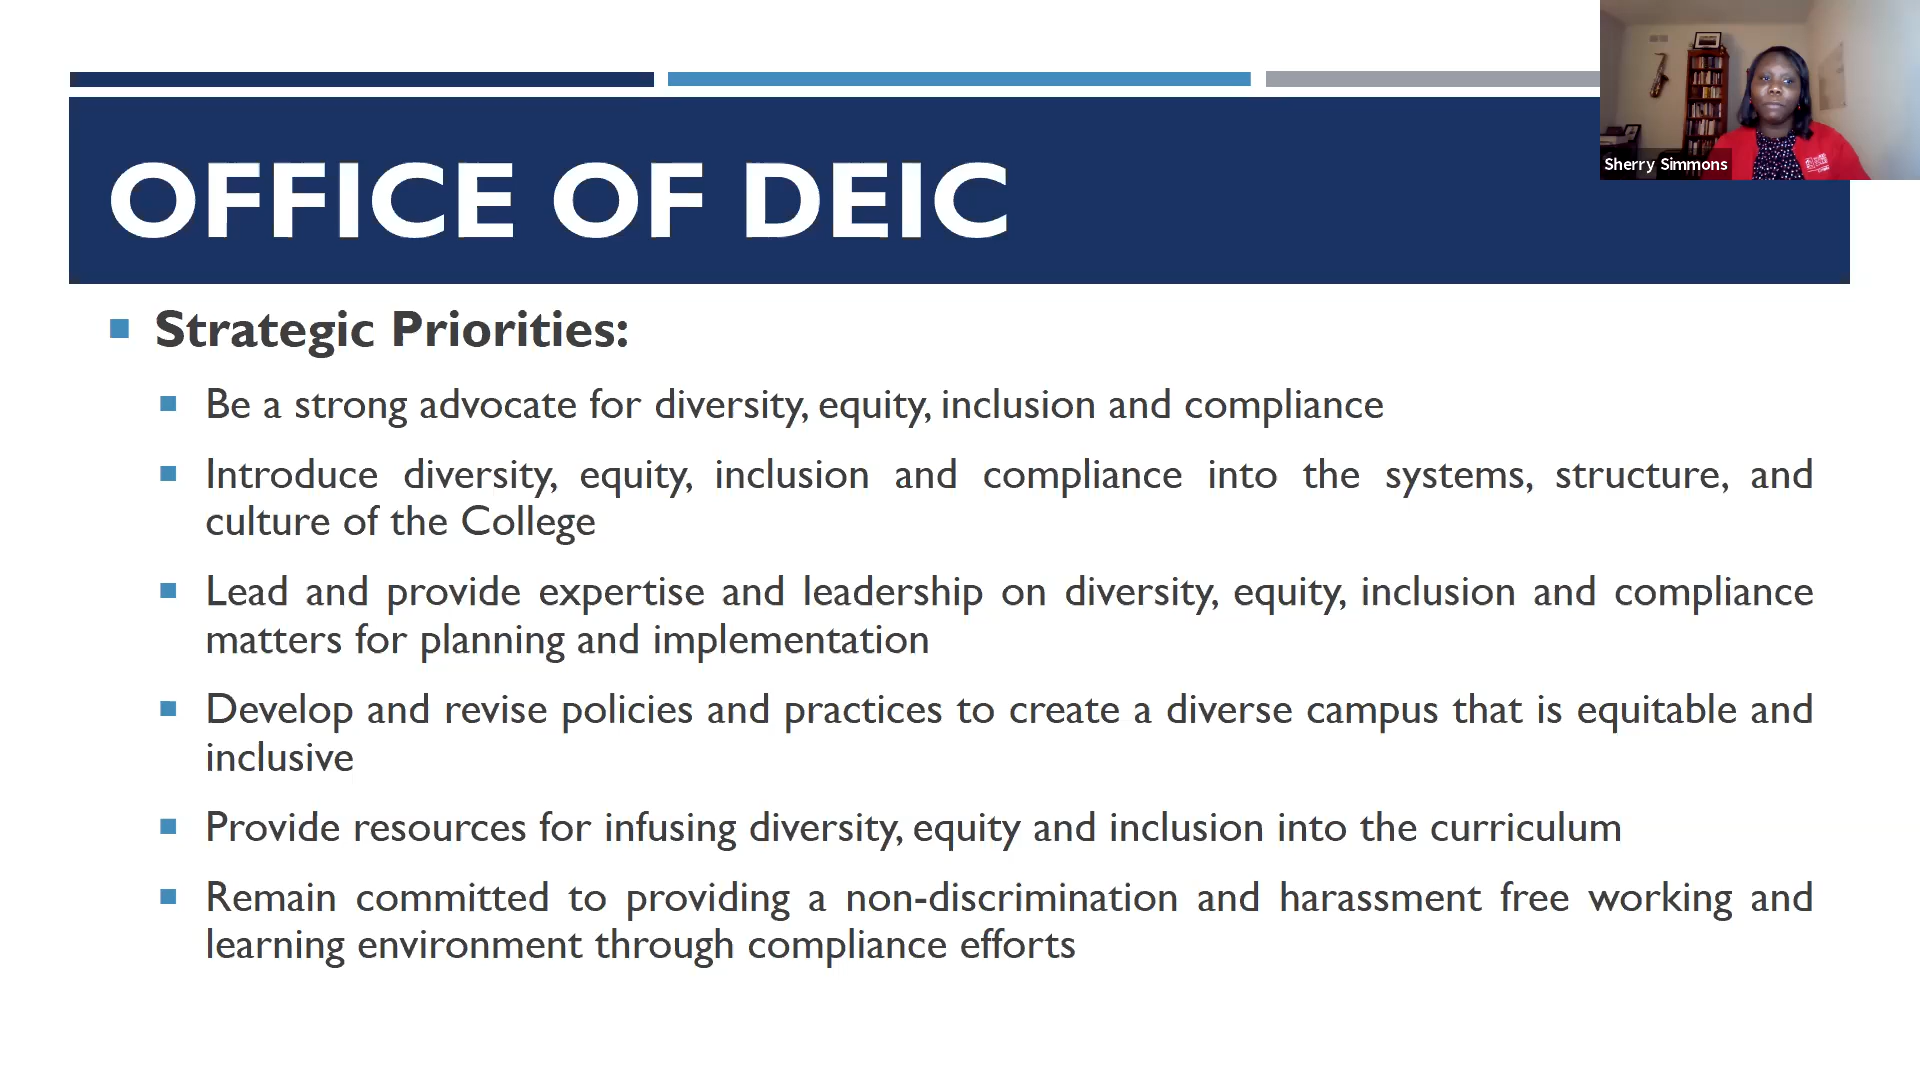 OFFICE OF DEIC
Sherry Simmons
Strategic Priorities:
Be a strong advocate for diversity, equity, inclusion and compliance
Introduce diversity, equity, inclusion and compliance into the systems, structure, and
culture of the College
Lead and provide expertise and leadership on diversity, equity, inclusion and compliance
matters for planning and implementation
Develop and revise policies and practices to create a diverse campus that is equitable and
inclusive
Provide resources for infusing diversity, equity and inclusion into the curriculum
Remain committed to providing a non-discrimination and harassment free working and
learning environment through compliance efforts